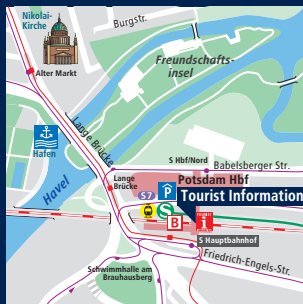 Nikolai-
Kirche
Burgstr.
Freundschafts-
insel
Alter Markt
Lange Brücke
Hafen
Havel
S Hbf/Nord
Babelsberger Str.
Lange
Brücke
Potsdam Hbf
S7
P
Tourist Information
S
B
TOURIST
i
S Hauptbahnhof
Friedrich-Engels-Str.
Schwimmhalle am
Brauhausberg